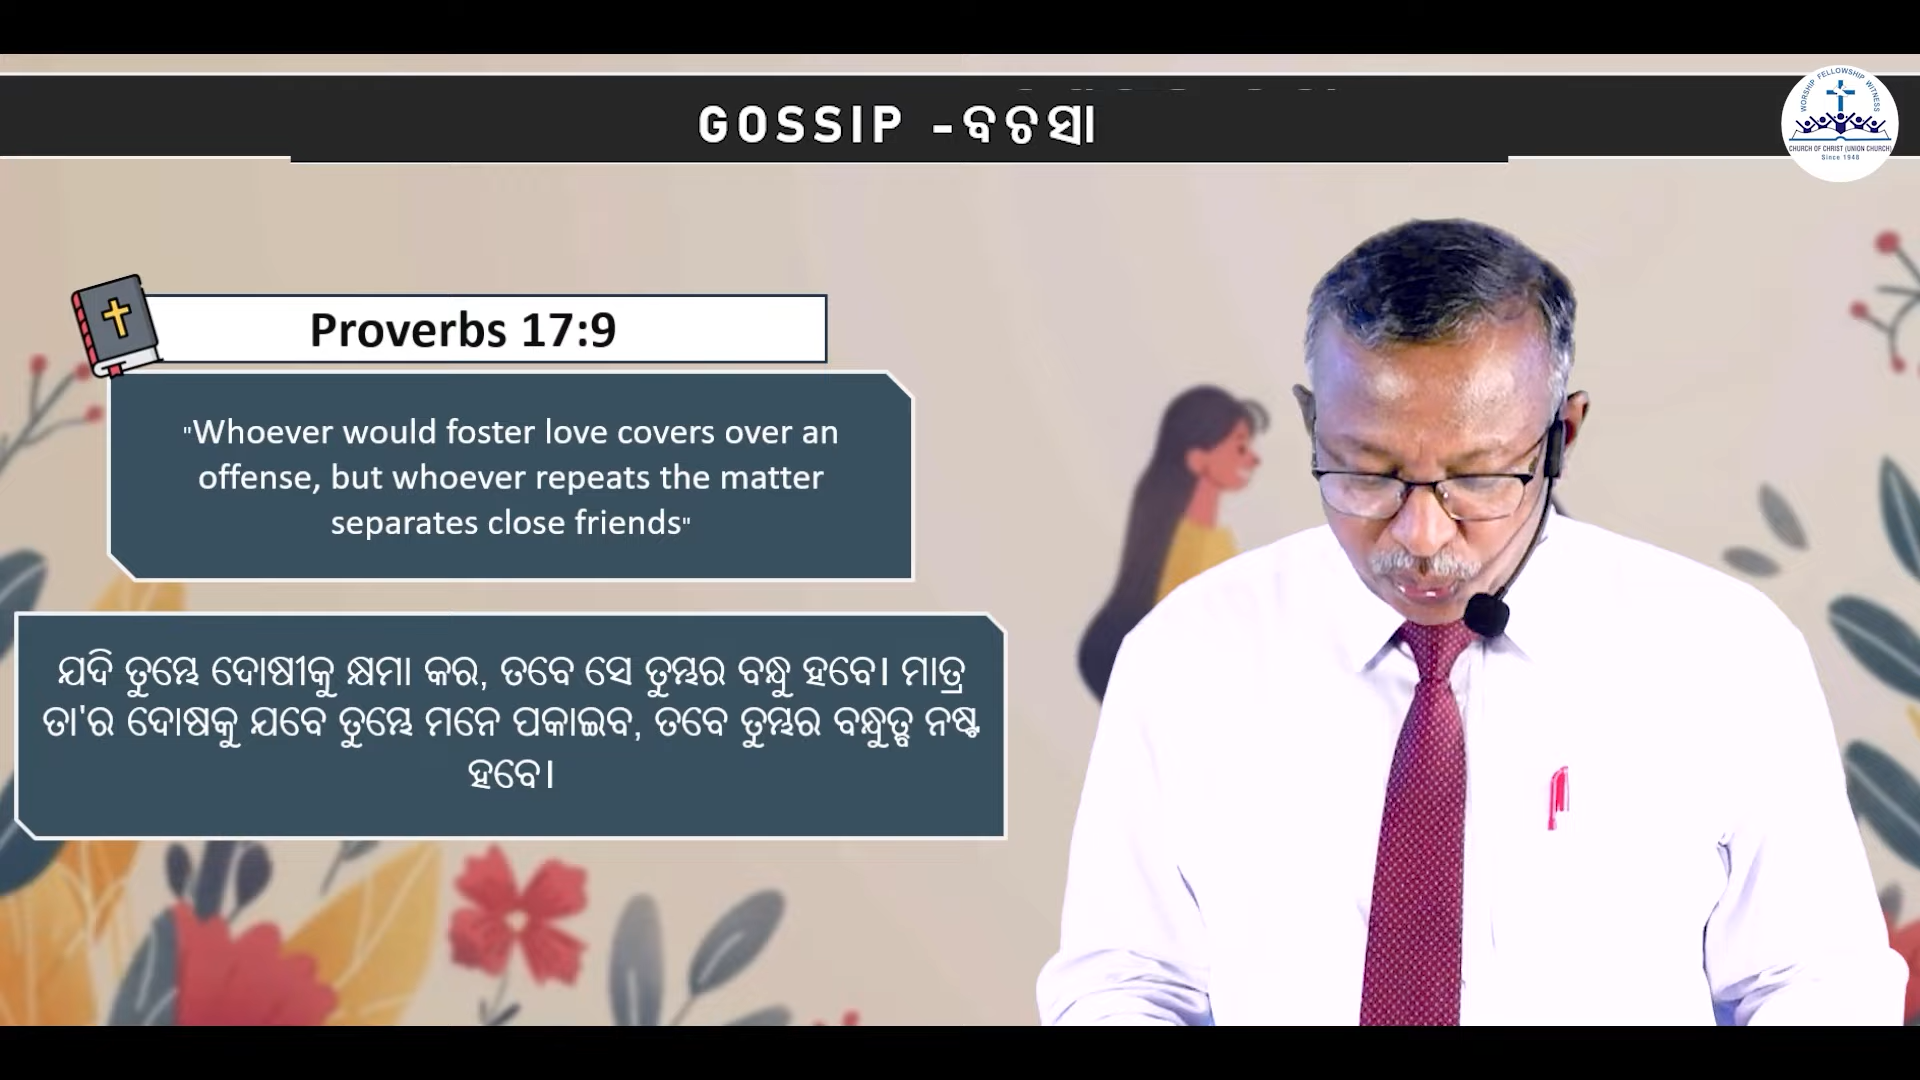 GOSSIP -ବଚସା
WORSHIP FELLOWSHIP WITNESS
CHURCH OF CHRIST (UNION CHURCH)
Since 1948
Proverbs 17:9
"Whoever would foster love covers over an
offense, but whoever repeats the matter
separates close friends"
ଯଦି ତୁମ୍ଭେ ଦୋଷୀକୁ କ୍ଷମା କର, ତବେ ସେ ତୁମ୍ଭର ବନ୍ଧୁ ହବେ। ମାତ୍ର
ତା'ର ଦୋଷକୁ ଯବେ ତୁମ୍ଭେ ମନେ ପକାଇବ, ତବେ ତୁମ୍ଭର ବନ୍ଧୁତ୍ବ ନଷ୍ଟ
ହବେ।